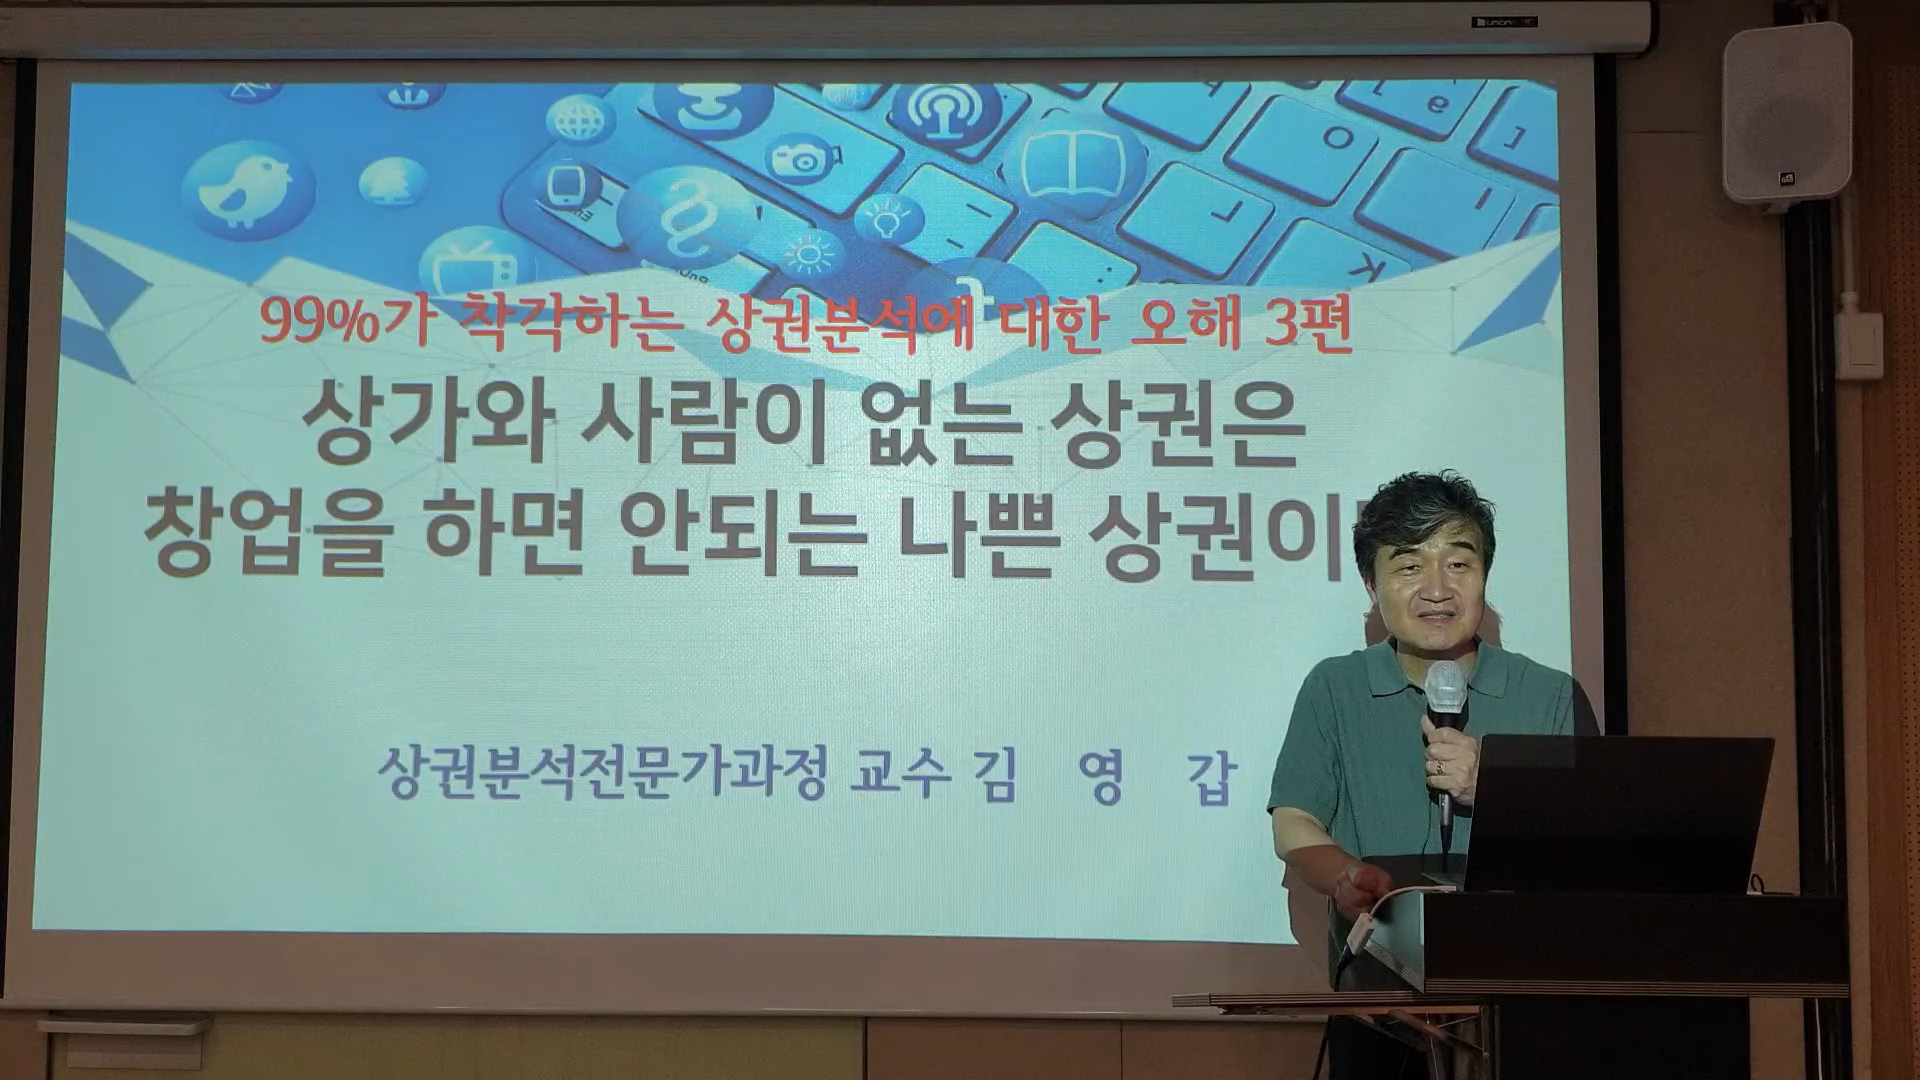 99%가 착각하는 상권분석에 대한 오해 3편
상가와 사람이 없는 상권은
창업을 하면 안되는 나쁜 상권이
상권분석전문가과정 교수 김 영 갑